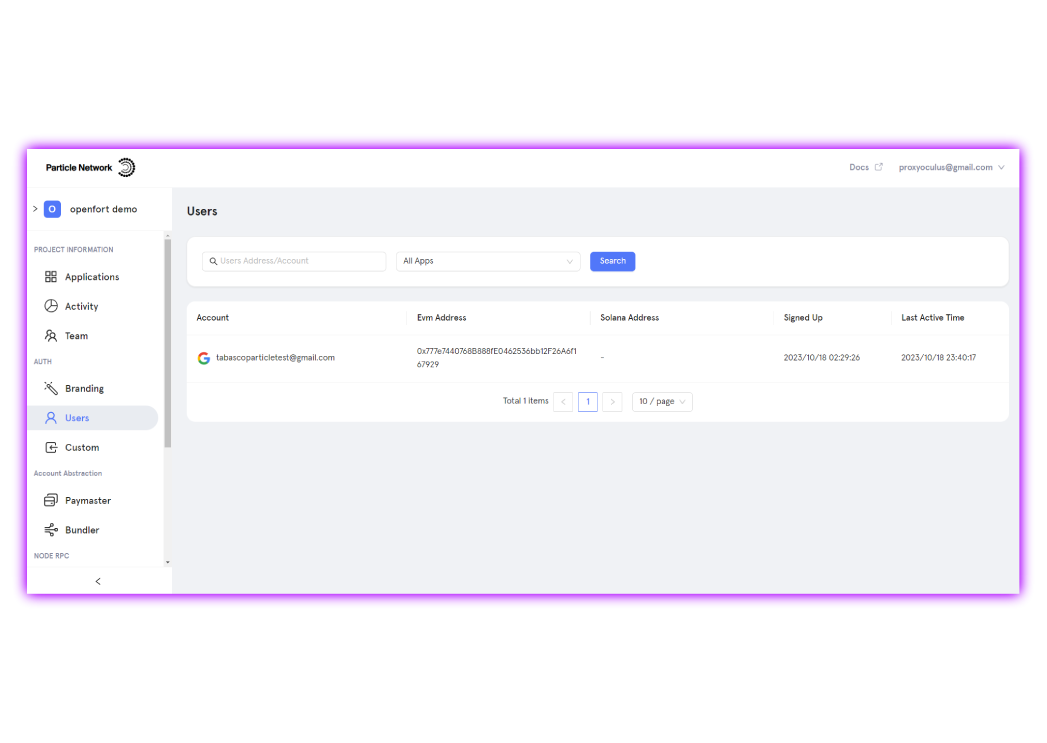 Particle Network
Docs proxyoculus@gmail.com
O openfort demo
PROJECT INFORMATION
Applications
Activity
Team
AUTH
Branding
Users
Custom
Account Abstraction
Paymaster
Bundler
NODE RPC
Users
Users Address/Account All Apps Search
Account Evm Address Solana Address Signed Up Last Active Time
tabascoparticletest@gmail.com 0x777e7440768B888fE0462536bb12F26A6f1 - 2023/10/18 02:29:26 2023/10/18 23:40:17
67929
Total 1 items < 1 > 10 / page